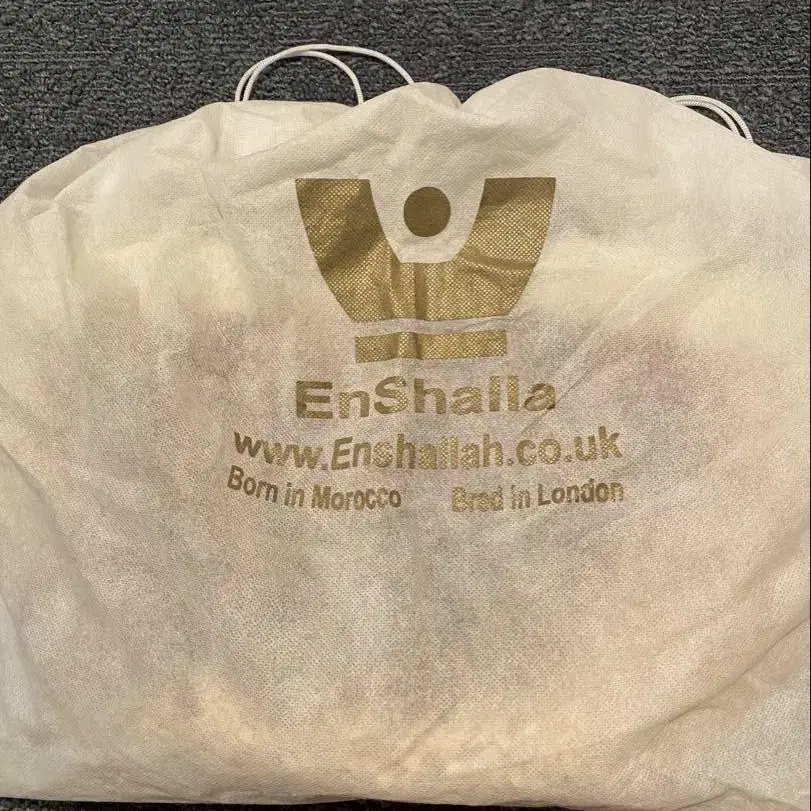 EnShalla
www.Enshallah.co.uk
Born in Morocco Bred in London